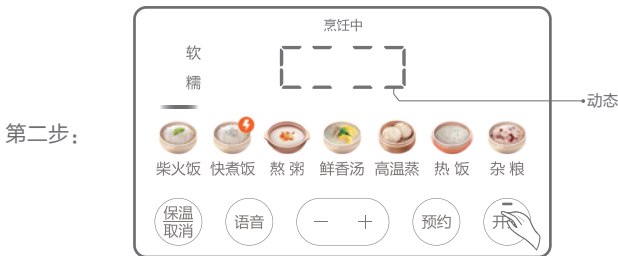 烹饪中
软
糯
动态
第二步：
柴火饭 快煮饭 熬粥 鲜香汤 高温蒸 热饭 杂粮
保温
取消
语音 － ＋ 预约 开